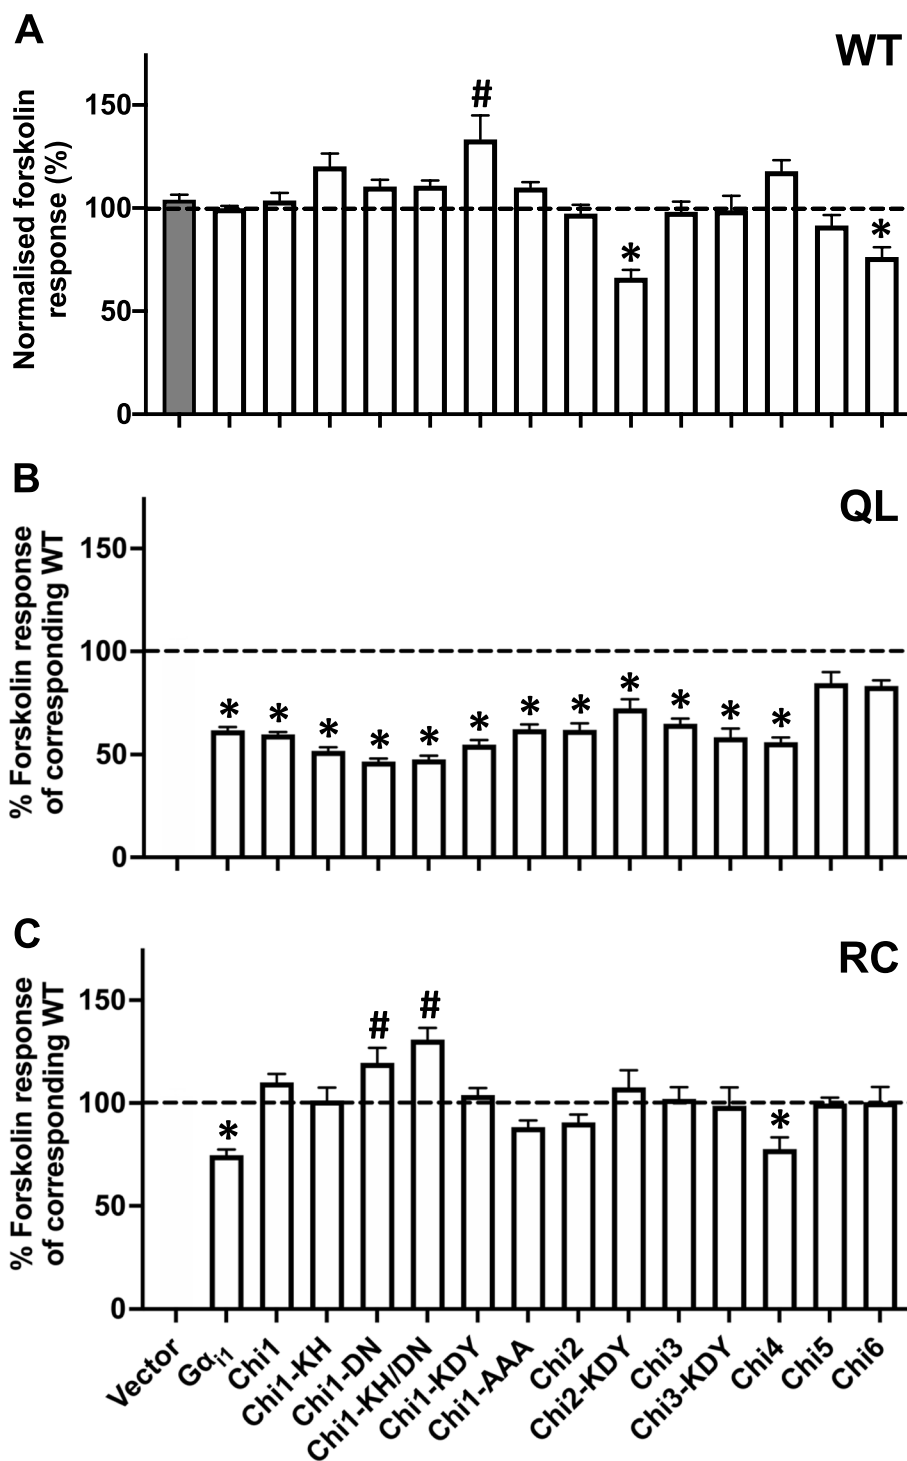 A
WT
Normalised forskolin
response (%)
150
100
50
0
#
*
*
B
QL
% Forskolin response
of corresponding WT
150
100
50
0
* * * * * * * * * * * *
C
RC
% Forskolin response
of corresponding WT
150
100
50
0
*
#
#
*
Vector
Gαi1
Chi1
Chi1-KH
Chi1-DN
Chi1-KH/DN
Chi1-KDY
Chi1-AAA
Chi2
Chi2-KDY
Chi3
Chi3-KDY
Chi4
Chi5
Chi6